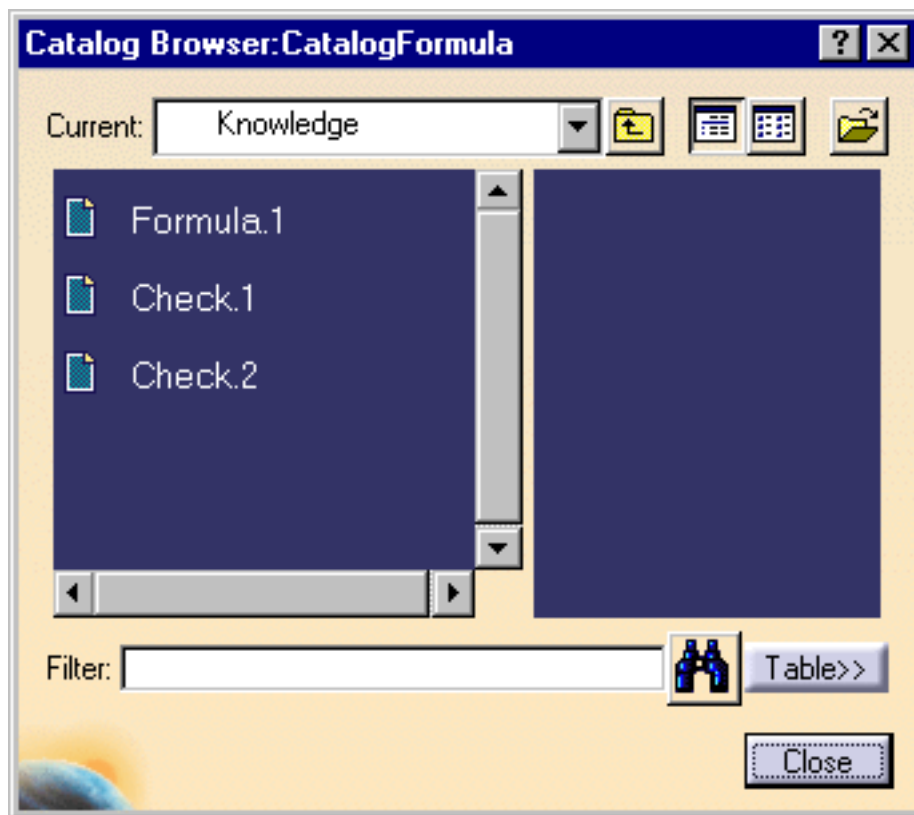 Catalog Browser:CatalogFormula
Current: Knowledge
Formula.1
Check.1
Check.2
Filter: Table>>
Close